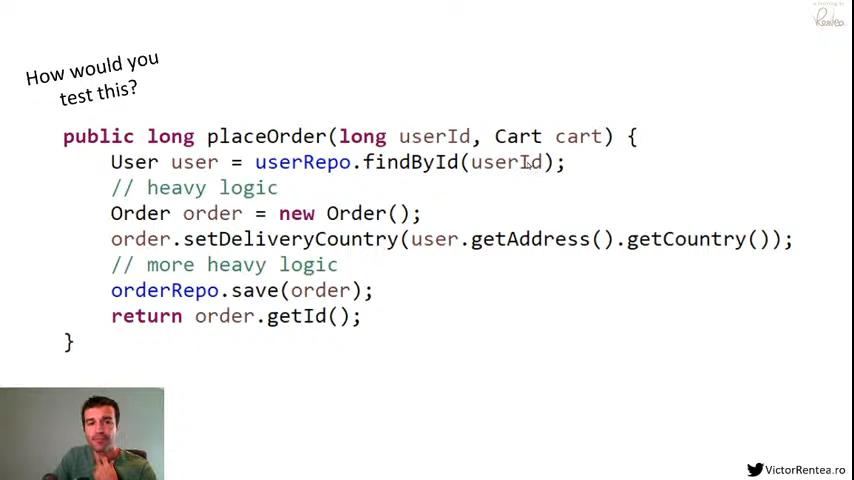 How would you
test this?
public long placeOrder(long userId, Cart cart) {
User user = userRepo.findById(userId);
// heavy logic
Order order = new Order();
order.setDeliveryCountry(user.getAddress().getCountry());
// more heavy logic
orderRepo.save(order);
return order.getId();
}
VictorRentea.ro